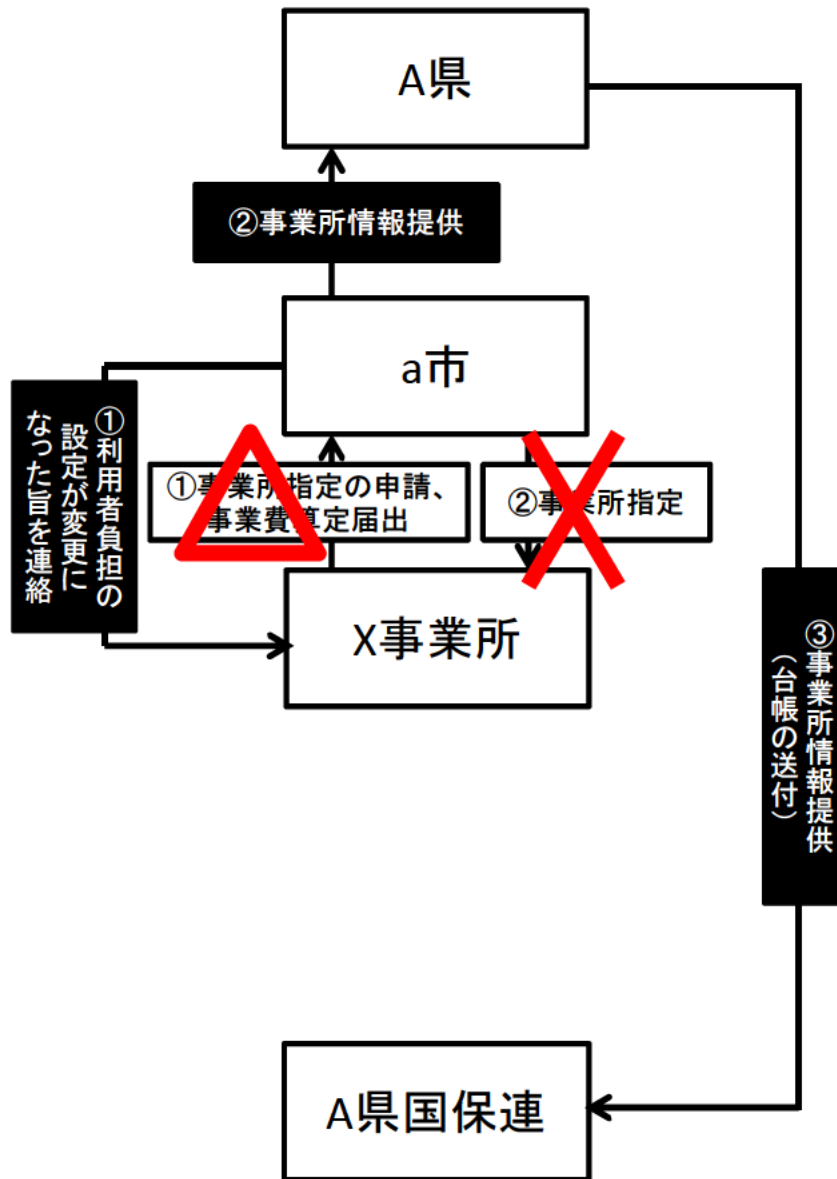 A県
②事業所情報提供
a市
①利用者負担の
設定が変更に
なった旨を連絡
①事業所指定の申請、
事業費算定届出
②事業所指定
X事業所
③事業所情報提供
（台帳の送付）
A県国保連